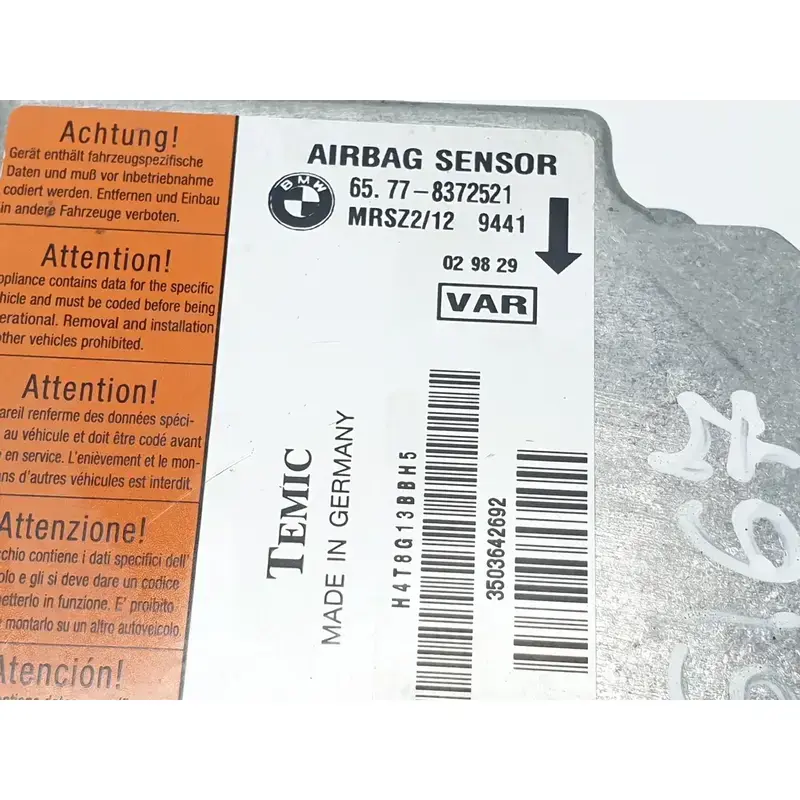 Achtung!
Gerät enthält fahrzeugspezifische
Daten und muß vor Inbetriebnahme
codiert werden. Entfernen und Einbau
in andere Fahrzeuge verboten.
Attention!
ppliance contains data for the specific
hicle and must be coded before being
erational. Removal and installation
other vehicles prohibited.
Attention!
areil renferme des données spéci-
au véhicule et doit être codé avant
e en service. L'enièvement et le mon-
ans d'autres véhicules est interdit.
Attenzione!
chio contiene i dati specifici dell'
olo e gli si deve dare un codice
metterlo in funzione. E' proibito
montarlo su un altro autoveicolo.
Atención!
AIRBAG SENSOR
BMW
65.77-8372521
MRSZ2/12 9441
02 98 29
VAR
TEMIC
MADE IN GERMANY
H4T8G13BBH5
3503642692